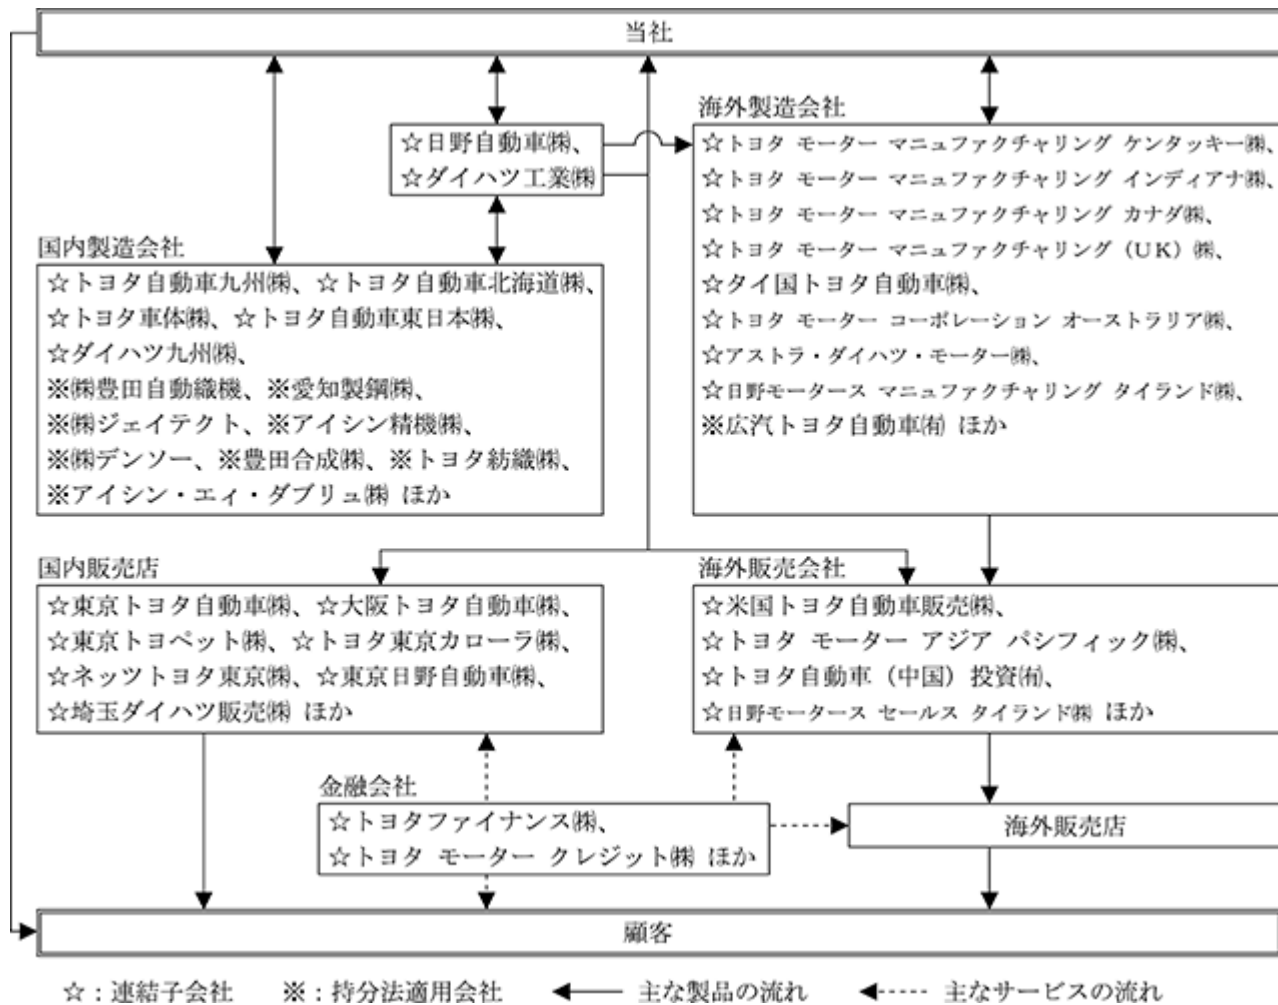 当社
☆日野自動車㈱、
☆ダイハツ工業㈱
海外製造会社
☆トヨタ モーター マニュファクチャリング ケンタッキー㈱、
☆トヨタ モーター マニュファクチャリング インディアナ㈱、
☆トヨタ モーター マニュファクチャリング カナダ㈱、
☆トヨタ モーター マニュファクチャリング（UK）㈱、
☆タイ国トヨタ自動車㈱、
☆トヨタ モーター コーポレーション オーストラリア㈱、
☆アストラ・ダイハツ・モーター㈱、
☆日野モータース マニュファクチャリング タイランド㈱、
※広汽トヨタ自動車㈲ ほか
国内製造会社
☆トヨタ自動車九州㈱、☆トヨタ自動車北海道㈱、
☆トヨタ車体㈱、☆トヨタ自動車東日本㈱、
☆ダイハツ九州㈱、
※㈱豊田自動織機、※愛知製鋼㈱、
※㈱ジェイテクト、※アイシン精機㈱、
※㈱デンソー、※豊田合成㈱、※トヨタ紡織㈱、
※アイシン・エィ・ダブリュ㈱ ほか
国内販売店
☆東京トヨタ自動車㈱、☆大阪トヨタ自動車㈱、
☆東京トヨペット㈱、☆トヨタ東京カローラ㈱、
☆ネッツトヨタ東京㈱、☆東京日野自動車㈱、
☆埼玉ダイハツ販売㈱ ほか
海外販売会社
☆米国トヨタ自動車販売㈱、
☆トヨタ モーター アジア パシフィック㈱、
☆トヨタ自動車（中国）投資㈲、
☆日野モータース セールス タイランド㈱ ほか
金融会社
☆トヨタファイナンス㈱、
☆トヨタ モーター クレジット㈱ ほか
海外販売店
顧客
☆：連結子会社 ※：持分法適用会社 主な製品の流れ 主なサービスの流れ